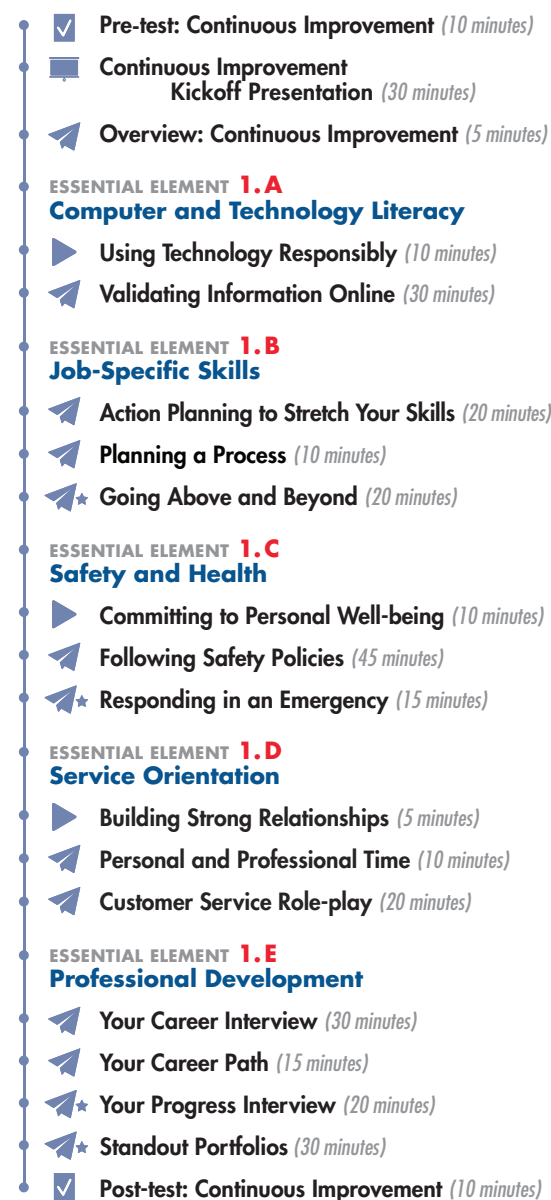 Pre-test: Continuous Improvement (10 minutes)
Continuous Improvement
Kickoff Presentation (30 minutes)
Overview: Continuous Improvement (5 minutes)
ESSENTIAL ELEMENT 1.A
Computer and Technology Literacy
Using Technology Responsibly (10 minutes)
Validating Information Online (30 minutes)
ESSENTIAL ELEMENT 1.B
Job-Specific Skills
Action Planning to Stretch Your Skills (20 minutes)
Planning a Process (10 minutes)
Going Above and Beyond (20 minutes)
ESSENTIAL ELEMENT 1.C
Safety and Health
Committing to Personal Well-being (10 minutes)
Following Safety Policies (45 minutes)
Responding in an Emergency (15 minutes)
ESSENTIAL ELEMENT 1.D
Service Orientation
Building Strong Relationships (5 minutes)
Personal and Professional Time (10 minutes)
Customer Service Role-play (20 minutes)
ESSENTIAL ELEMENT 1.E
Professional Development
Your Career Interview (30 minutes)
Your Career Path (15 minutes)
Your Progress Interview (20 minutes)
Standout Portfolios (30 minutes)
Post-test: Continuous Improvement (10 minutes)